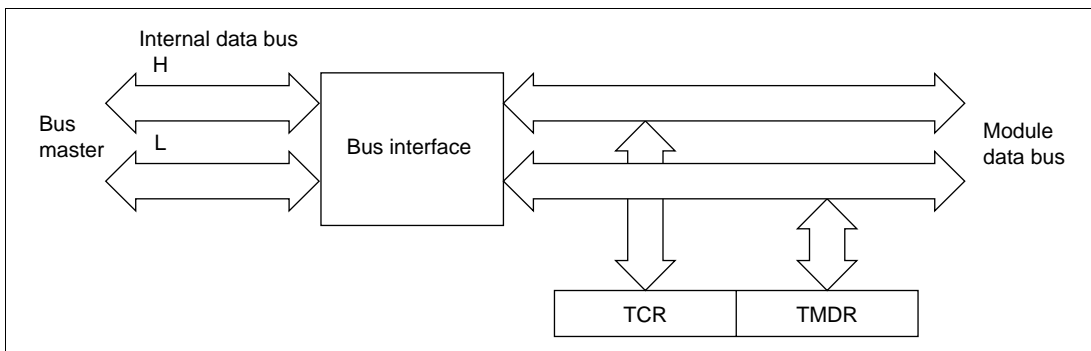 Internal data bus
H
Bus
master
L
Bus interface
Module
data bus
TCR
TMDR